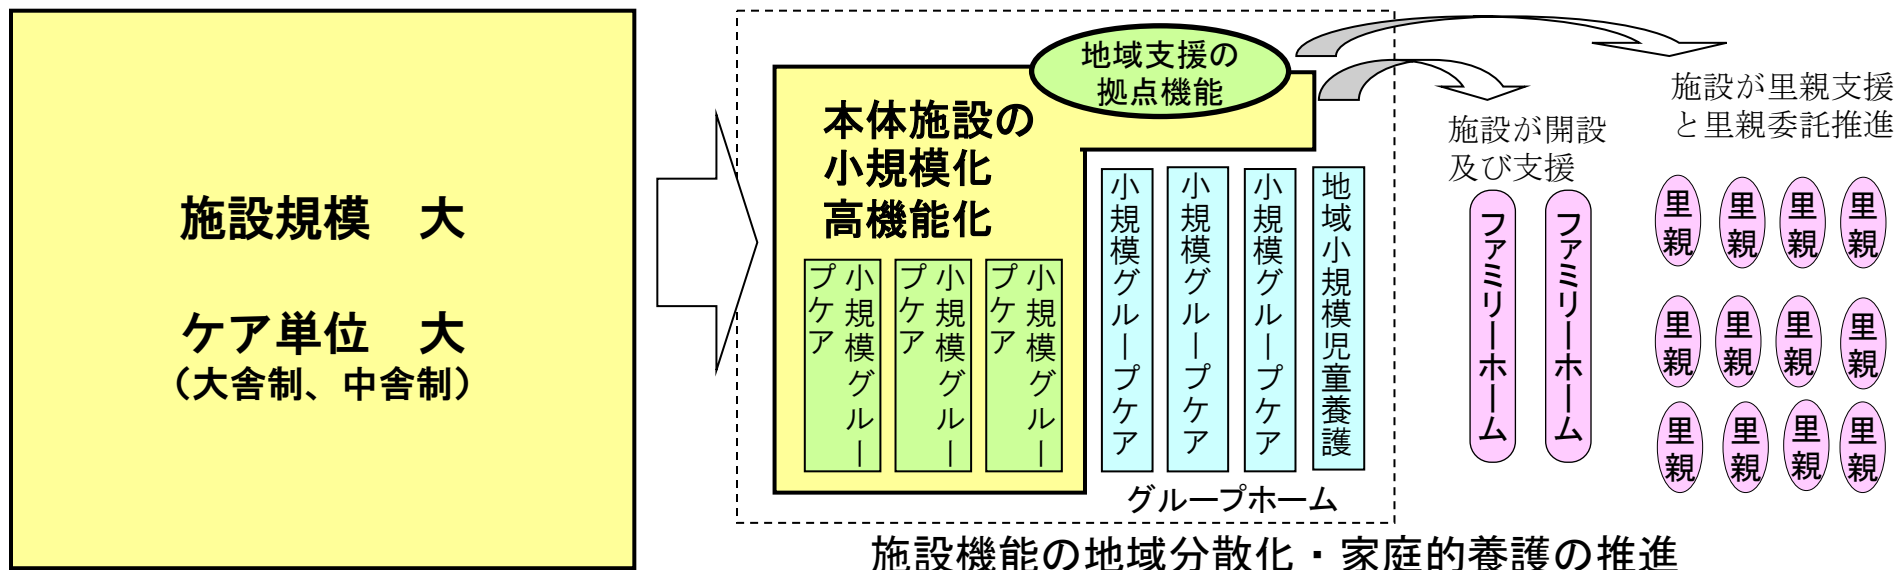 施設規模　大
ケア単位　大
（大舎制、中舎制）
地域支援の
拠点機能
本体施設の
小規模化
高機能化
小規模グルー
プケア
小規模グルー
プケア
小規模グルー
プケア
小規模グループケア
小規模グループケア
小規模グループケア
地域小規模児童養護
グループホーム
施設が開設
及び支援
ファミリーホーム
ファミリーホーム
施設が里親支援
と里親委託推進
里親
里親
里親
里親
里親
里親
里親
里親
里親
里親
里親
里親
施設機能の地域分散化・家庭的養護の推進